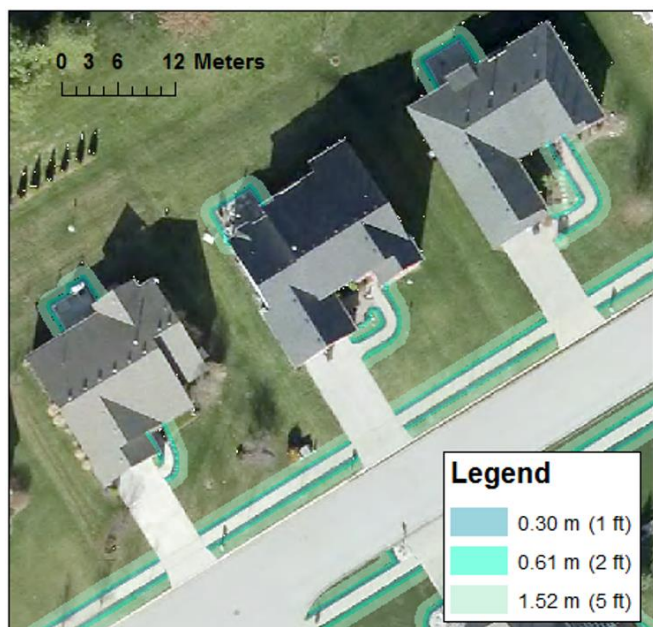 0 3 6 12 Meters
Legend
0.30 m (1 ft)
0.61 m (2 ft)
1.52 m (5 ft)